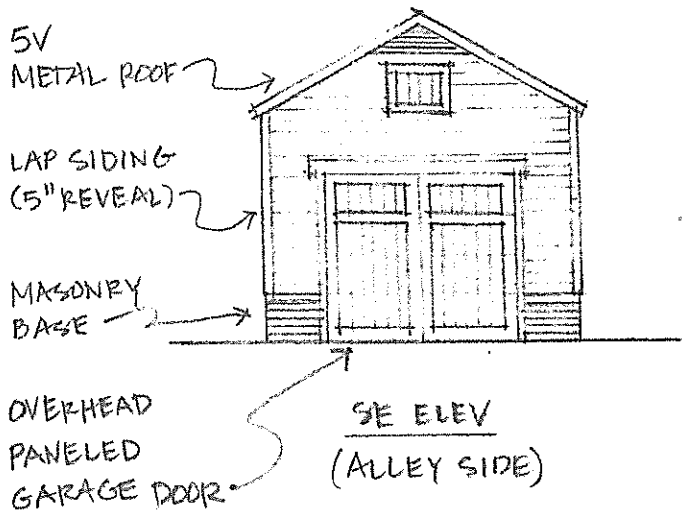 5V
METAL ROOF
LAP SIDING
(5" REVEAL)
MASONRY
BASE
OVERHEAD
PANELED
GARAGE DOOR
SE ELEV
(ALLEY SIDE)